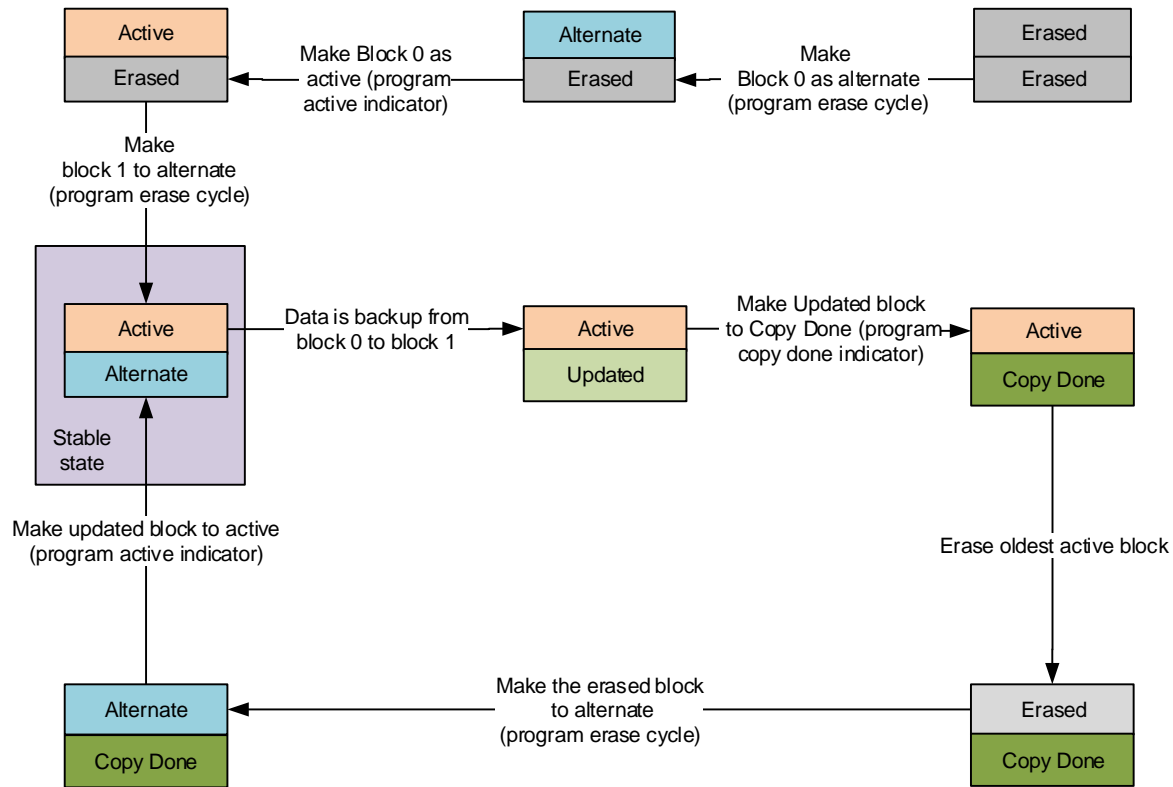 Active
Erased
Make Block 0 as
active (program
active indicator)
Alternate
Erased
Make
Block 0 as alternate
(program erase cycle)
Erased
Erased
Make
block 1 to alternate
(program erase cycle)
Active
Alternate
Stable
state
Data is backup from
block 0 to block 1
Active
Updated
Make Updated block
to Copy Done (program
copy done indicator)
Active
Copy Done
Make updated block to active
(program active indicator)
Erase oldest active block
Alternate
Copy Done
Make the erased block
to alternate
(program erase cycle)
Erased
Copy Done